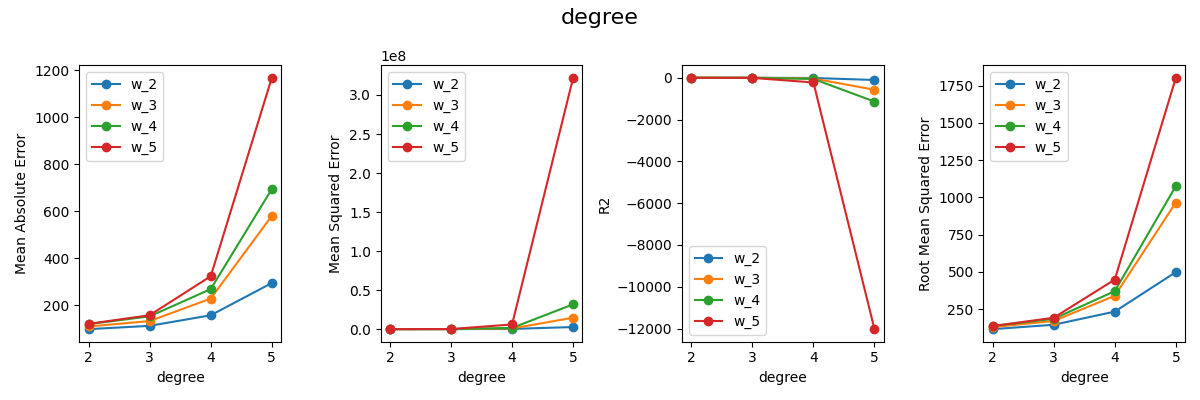 degree
1200
1000
800
600
400
200
2
3
4
5
Mean Absolute Error
degree
w_2
w_3
w_4
w_5
1e8
3.0
2.5
2.0
1.5
1.0
0.5
0.0
2
3
4
5
Mean Squared Error
degree
w_2
w_3
w_4
w_5
0
−2000
−4000
−6000
−8000
−10000
−12000
2
3
4
5
R2
degree
w_2
w_3
w_4
w_5
1750
1500
1250
1000
750
500
250
2
3
4
5
Root Mean Squared Error
degree
w_2
w_3
w_4
w_5